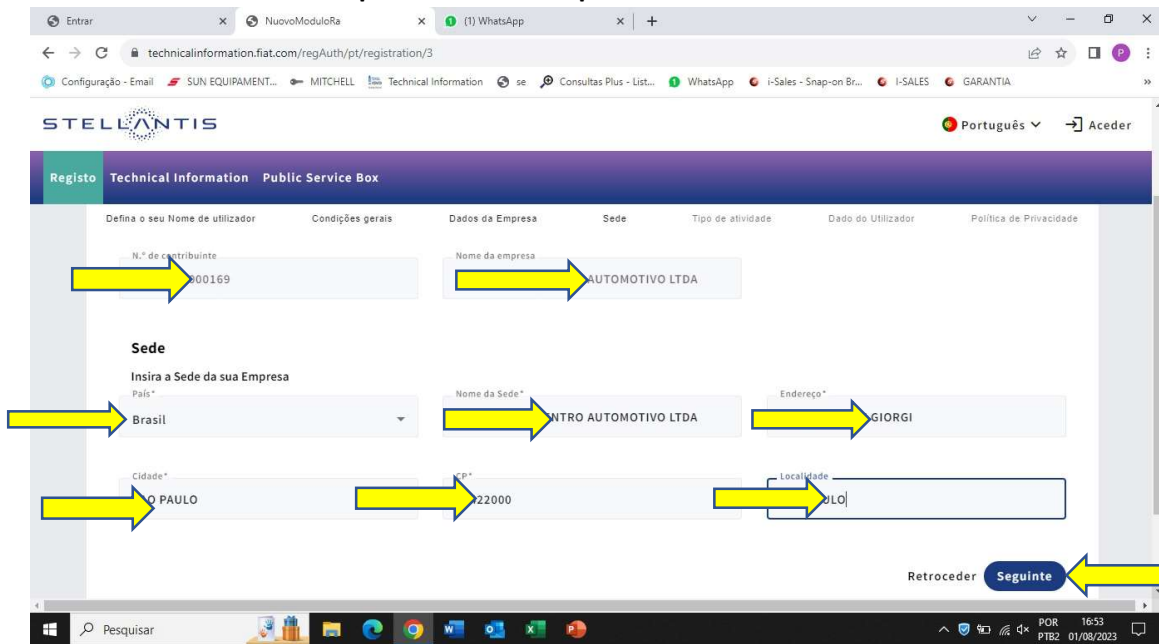 Entrar
NuovoModuloRa
(1) WhatsApp
technicalinformation.fiat.com/regAuth/pt/registration/3
Configuração - Email SUN EQUIPAMENT... MITCHELL Technical Information se Consultas Plus - List... WhatsApp i-Sales - Snap-on Br... I-SALES GARANTIA
STELLANTIS
Português
Aceder
Registo Technical Information Public Service Box
Defina o seu Nome de utilizador Condições gerais Dados da Empresa Sede Tipo de atividade Dado do Utilizador Política de Privacidade
N.º de contribuinte Nome da empresa
000169 AUTOMOTIVO LTDA
Sede
Insira a Sede da sua Empresa
País* Nome da Sede* Endereço*
Brasil NTRO AUTOMOTIVO LTDA GIORGI
Cidade* CP* Localidade
O PAULO 22000 ULO
Retroceder Seguinte
Pesquisar
POR 16:53
PTB2 01/08/2023